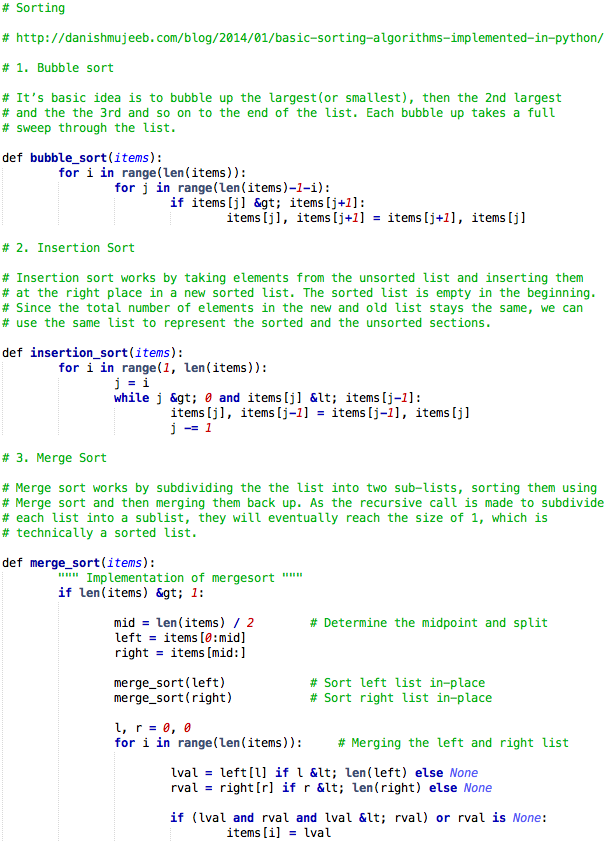 # Sorting
# http://danishmujeeb.com/blog/2014/01/basic-sorting-algorithms-implemented-in-python/
# 1. Bubble sort
# It’s basic idea is to bubble up the largest(or smallest), then the 2nd largest
# and the the 3rd and so on to the end of the list. Each bubble up takes a full
# sweep through the list.
def bubble_sort(items):
        for i in range(len(items)):
                for j in range(len(items)-1-i):
                        if items[j] &gt; items[j+1]:
                                items[j], items[j+1] = items[j+1], items[j]
# 2. Insertion Sort
# Insertion sort works by taking elements from the unsorted list and inserting them
# at the right place in a new sorted list. The sorted list is empty in the beginning.
# Since the total number of elements in the new and old list stays the same, we can
# use the same list to represent the sorted and the unsorted sections.
def insertion_sort(items):
        for i in range(1, len(items)):
                j = i
                while j &gt; 0 and items[j] &lt; items[j-1]:
                        items[j], items[j-1] = items[j-1], items[j]
                        j -= 1
# 3. Merge Sort
# Merge sort works by subdividing the the list into two sub-lists, sorting them using
# Merge sort and then merging them back up. As the recursive call is made to subdivide
# each list into a sublist, they will eventually reach the size of 1, which is
# technically a sorted list.
def merge_sort(items):
        """ Implementation of mergesort """
        if len(items) &gt; 1:
                mid = len(items) / 2        # Determine the midpoint and split
                left = items[0:mid]
                right = items[mid:]
                merge_sort(left)            # Sort left list in-place
                merge_sort(right)           # Sort right list in-place
                l, r = 0, 0
                for i in range(len(items)):     # Merging the left and right list
                        lval = left[l] if l &lt; len(left) else None
                        rval = right[r] if r &lt; len(right) else None
                        if (lval and rval and lval &lt; rval) or rval is None:
                                items[i] = lval